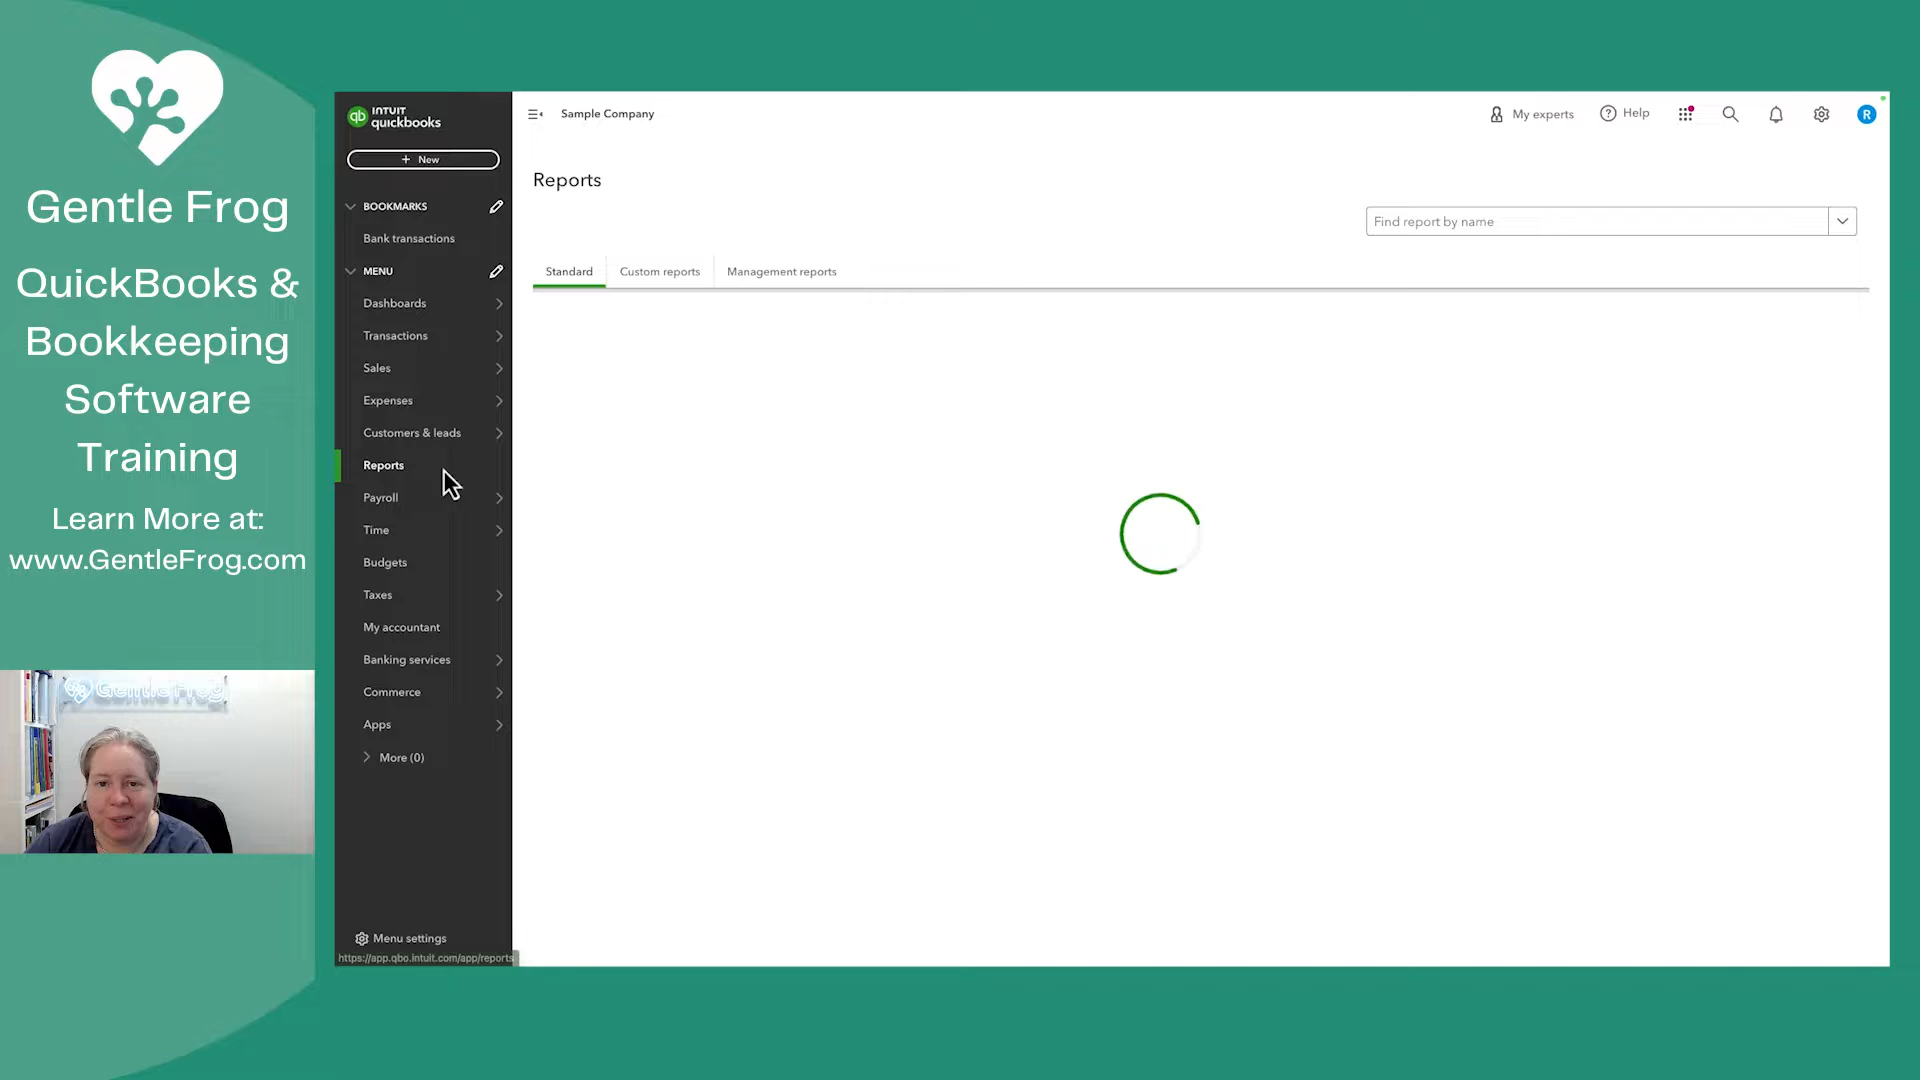 Gentle Frog
QuickBooks &
Bookkeeping
Software
Training
Learn More at:
www.GentleFrog.com
Gentle Frog
qb INTUIT
quickbooks
+ New
BOOKMARKS
Bank transactions
MENU
Dashboards
Transactions
Sales
Expenses
Customers & leads
Reports
Payroll
Time
Budgets
Taxes
My accountant
Banking services
Commerce
Apps
More (0)
Menu settings
https://app.qbo.intuit.com/app/reports
Sample Company
My experts
? Help
R
Reports
Find report by name
Standard
Custom reports
Management reports